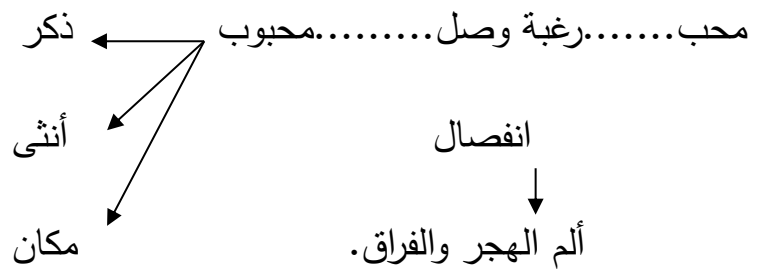 محب.......رغبة وصل.........محبوب ذكر
انفصال أنثى
ألم الهجر والفراق. مكان